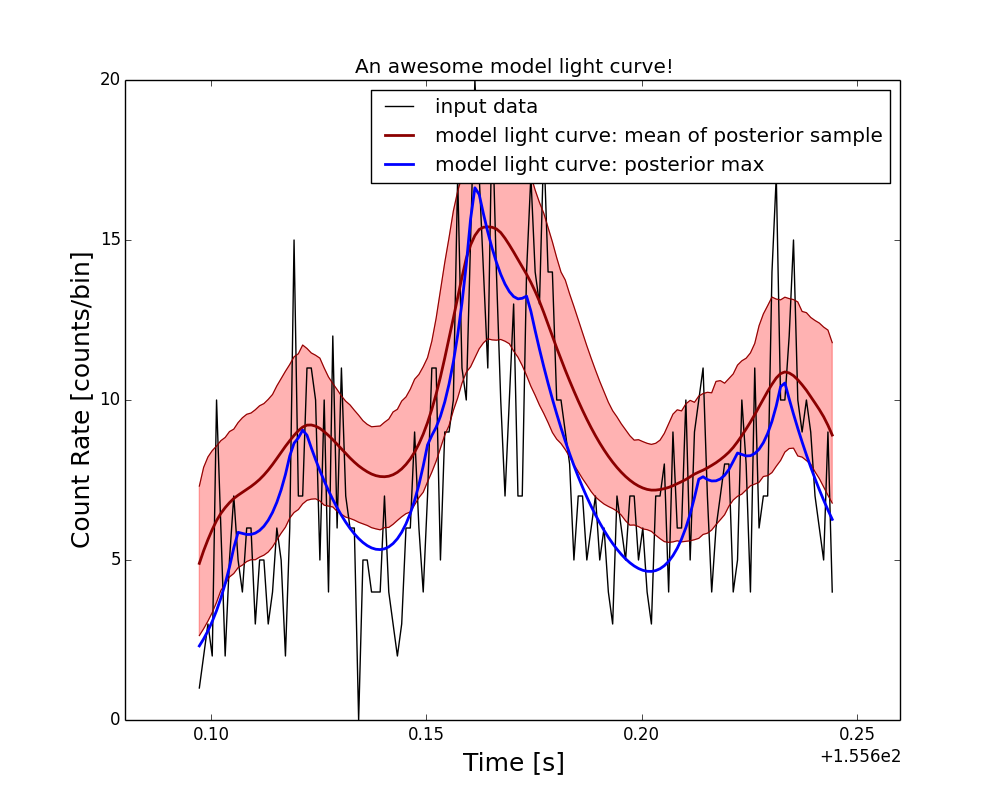 An awesome model light curve!
input data
model light curve: mean of posterior sample
model light curve: posterior max
Count Rate [counts/bin]
20
15
10
5
0
0.10 0.15 0.20 0.25
+1.556e2
Time [s]